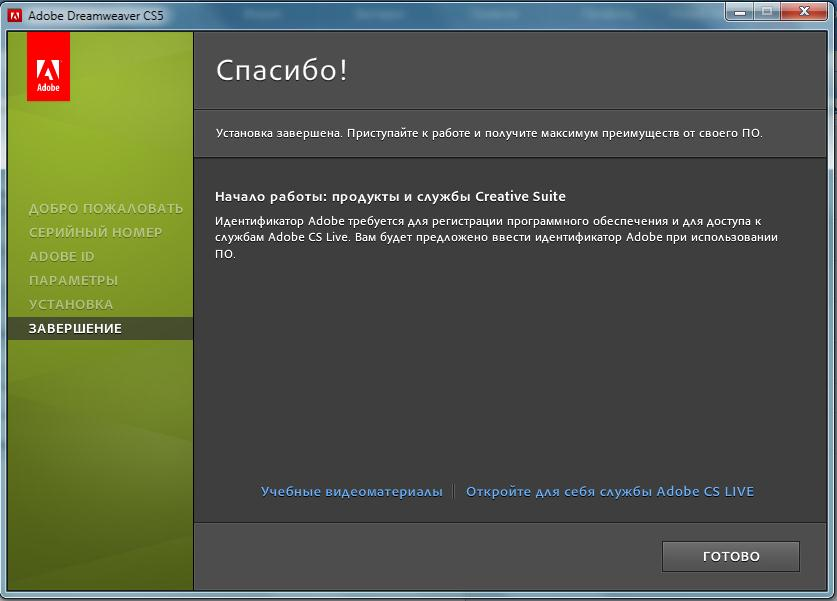 Adobe Dreamweaver CS5
Adobe
Спасибо!
Установка завершена. Приступайте к работе и получите максимум преимуществ от своего ПО.
ДОБРО ПОЖАЛОВАТЬ
СЕРИЙНЫЙ НОМЕР
ADOBE ID
ПАРАМЕТРЫ
УСТАНОВКА
ЗАВЕРШЕНИЕ
Начало работы: продукты и службы Creative Suite
Идентификатор Adobe требуется для регистрации программного обеспечения и для доступа к
службам Adobe CS Live. Вам будет предложено ввести идентификатор Adobe при использовании
ПО.
Учебные видеоматериалы
Откройте для себя службы Adobe CS LIVE
ГОТОВО